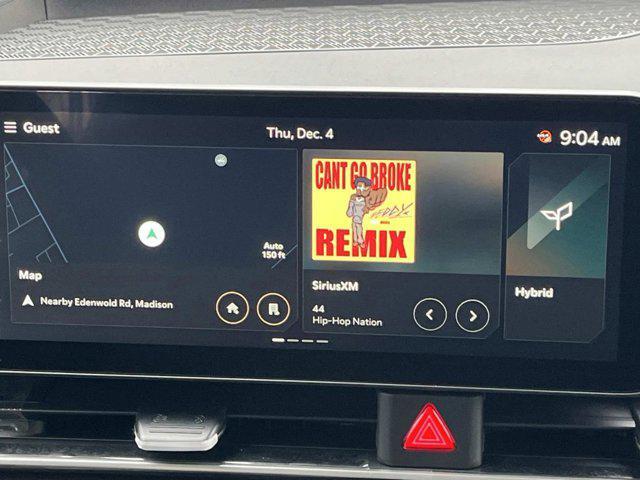 Guest
Thu, Dec. 4
9:04 AM
Auto
150 ft
Map
Nearby Edenwold Rd, Madison
CANT GO BROKE
REMIX
SiriusXM
44
Hip-Hop Nation
Hybrid